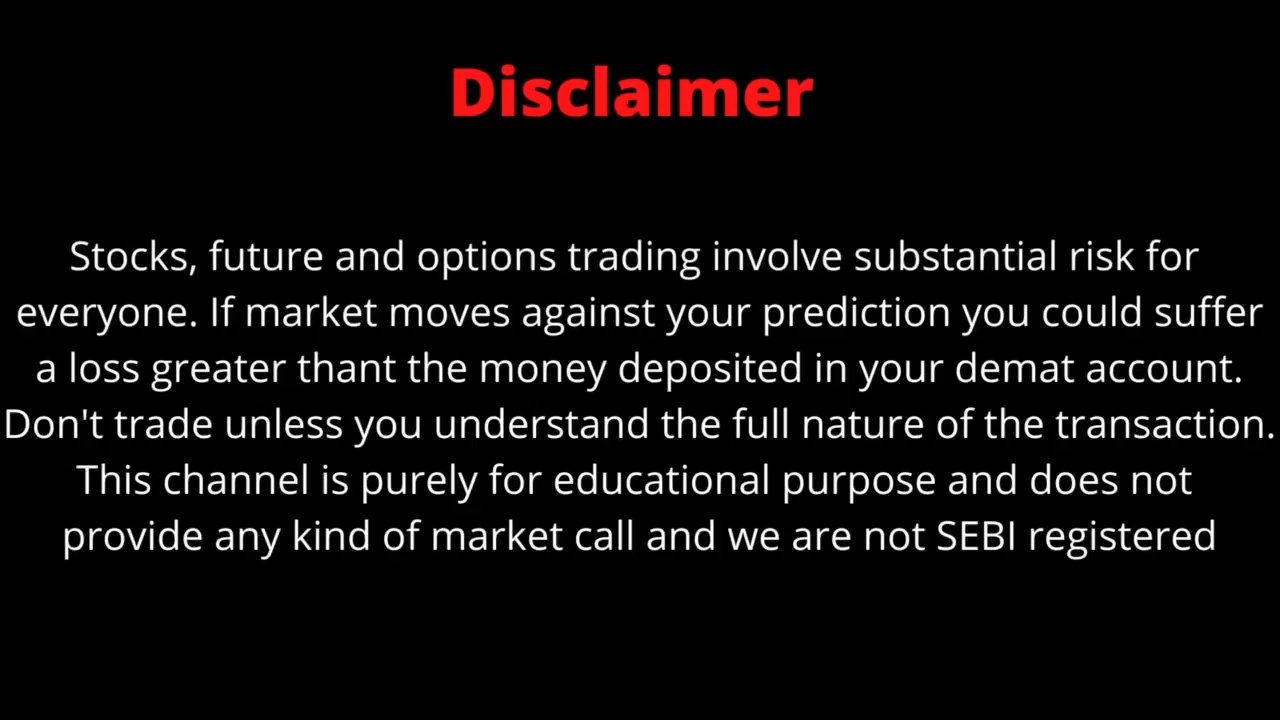 Disclaimer
Stocks, future and options trading involve substantial risk for
everyone. If market moves against your prediction you could suffer
a loss greater thant the money deposited in your demat account.
Don't trade unless you understand the full nature of the transaction.
This channel is purely for educational purpose and does not
provide any kind of market call and we are not SEBI registered